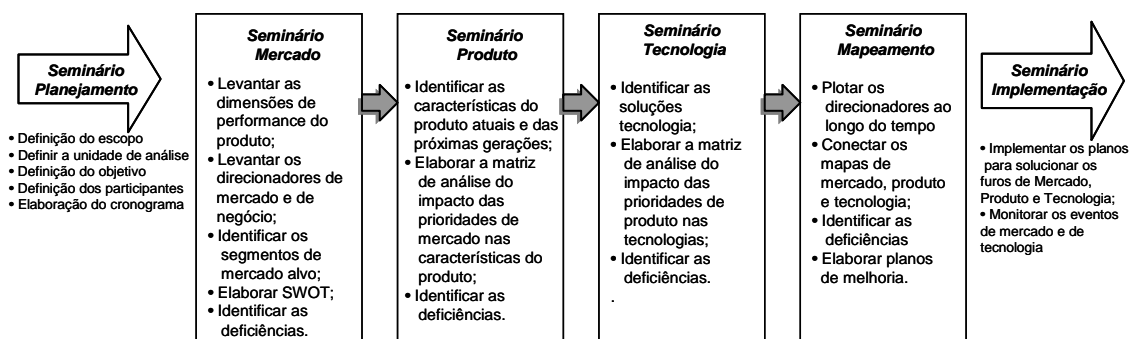 Seminário
Planejamento
• Definição do escopo
• Definir a unidade de análise
• Definição do objetivo
• Definição dos participantes
• Elaboração do cronograma
Seminário
Mercado
• Levantar as
dimensões de
performance do
produto;
• Levantar os
direcionadores de
mercado e de
negócio;
• Identificar os
segmentos de
mercado alvo;
• Elaborar SWOT;
• Identificar as
deficiências.
Seminário
Produto
• Identificar as
características do
produto atuais e das
próximas gerações;
• Elaborar a matriz
de análise do
impacto das
prioridades de
mercado nas
características do
produto;
• Identificar as
deficiências.
Seminário
Tecnologia
• Identificar as
soluções
tecnologia;
• Elaborar a matriz
de análise do
impacto das
prioridades de
produto nas
tecnologias;
• Identificar as
deficiências.
.
Seminário
Mapeamento
• Plotar os
direcionadores ao
longo do tempo
• Conectar os
mapas de
mercado, produto
e tecnologia;
• Identificar as
deficiências
• Elaborar planos
de melhoria.
Seminário
Implementação
• Implementar os planos
para solucionar os
furos de Mercado,
Produto e Tecnologia;
• Monitorar os eventos
de mercado e de
tecnologia